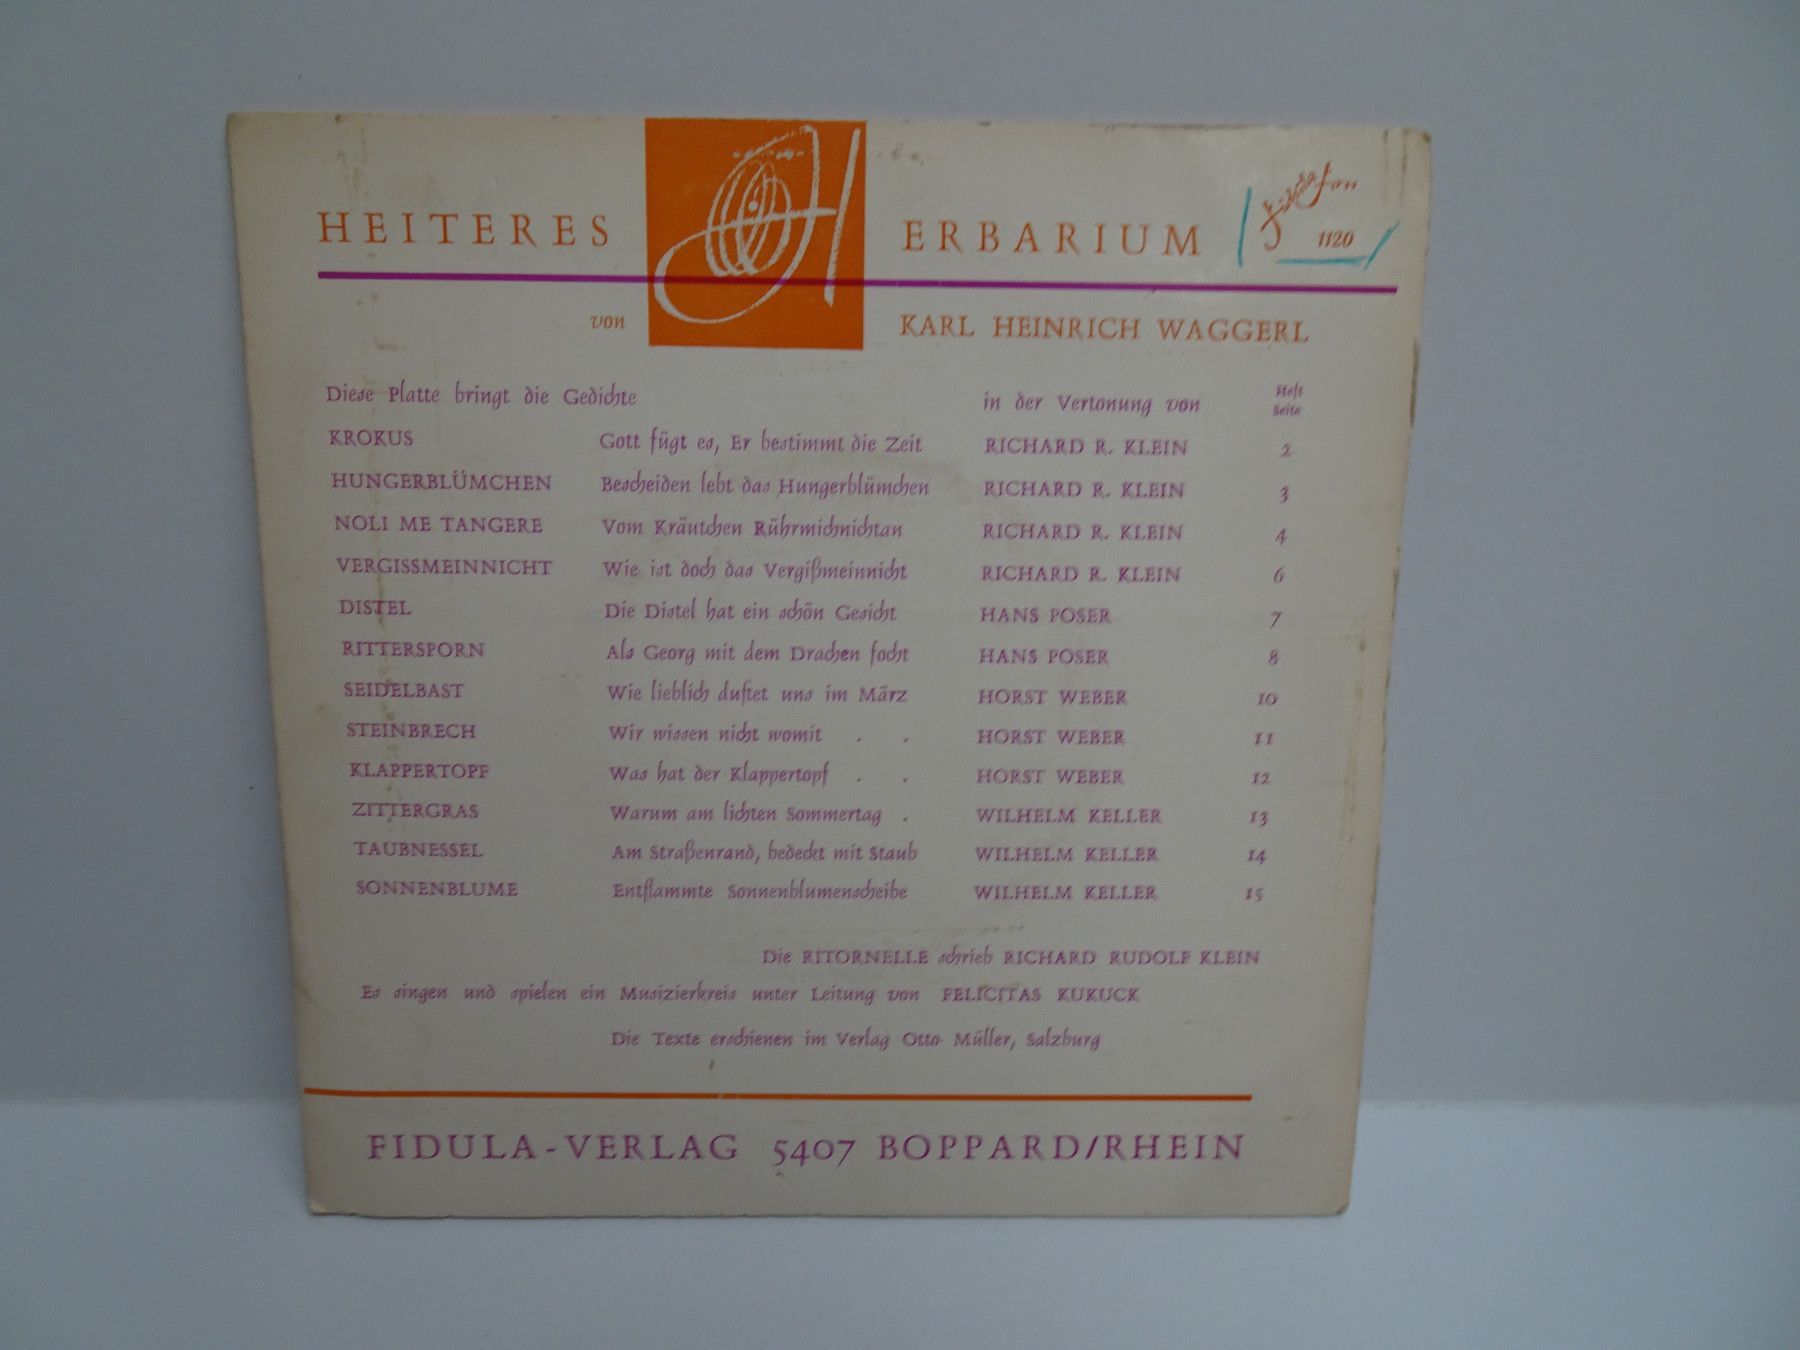 HEITERES HERBARIUM
Fidulafon
1120
von KARL HEINRICH WAGGERL
Diese Platte bringt die Gedichte in der Vertonung von Heft Seite
KROKUS Gott fügt es, Er bestimmt die Zeit RICHARD R. KLEIN 2
HUNGERBLÜMCHEN Bescheiden lebt das Hungerblümchen RICHARD R. KLEIN 3
NOLI ME TANGERE Vom Kräutchen Rührmichnichtan RICHARD R. KLEIN 4
VERGISSMEINNICHT Wie ist doch das Vergißmeinnicht RICHARD R. KLEIN 6
DISTEL Die Distel hat ein schön Gesicht HANS POSER 7
RITTERSPORN Als Georg mit dem Drachen focht HANS POSER 8
SEIDELBAST Wie lieblich duftet uns im März HORST WEBER 10
STEINBRECH Wir wissen nicht womit . . HORST WEBER 11
KLAPPERTOPF Was hat der Klappertopf . . HORST WEBER 12
ZITTERGRAS Warum am lichten Sommertag . WILHELM KELLER 13
TAUBNESSEL Am Straßenrand, bedeckt mit Staub WILHELM KELLER 14
SONNENBLUME Entflammte Sonnenblumenscheibe WILHELM KELLER 15
Die RITORNELLE schrieb RICHARD RUDOLF KLEIN
Es singen und spielen ein Musizierkreis unter Leitung von FELICITAS KUKUCK
Die Texte erschienen im Verlag Otto Müller, Salzburg
FIDULA-VERLAG 5407 BOPPARD/RHEIN